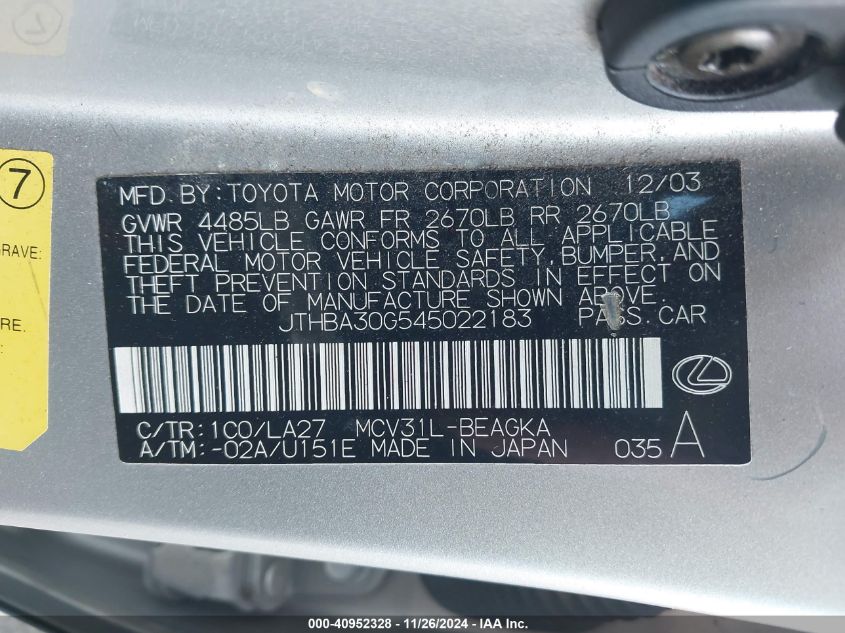 7
GRAVE:
RE.
MFD. BY: TOYOTA MOTOR CORPORATION 12/03
GVWR 4485LB GAWR FR 2670LB RR 2670LB
THIS VEHICLE CONFORMS TO ALL APPLICABLE
FEDERAL MOTOR VEHICLE SAFETY, BUMPER, AND
THEFT PREVENTION STANDARDS IN EFFECT ON
THE DATE OF MANUFACTURE SHOWN ABOVE.
JTHBA30G545022183 PASS. CAR
C/TR: 1C0/LA27 MCV31L-BEAGKA
A/TM: -02A/U151E MADE IN JAPAN 035 A
000-40952328 - 11/26/2024 - IAA Inc.